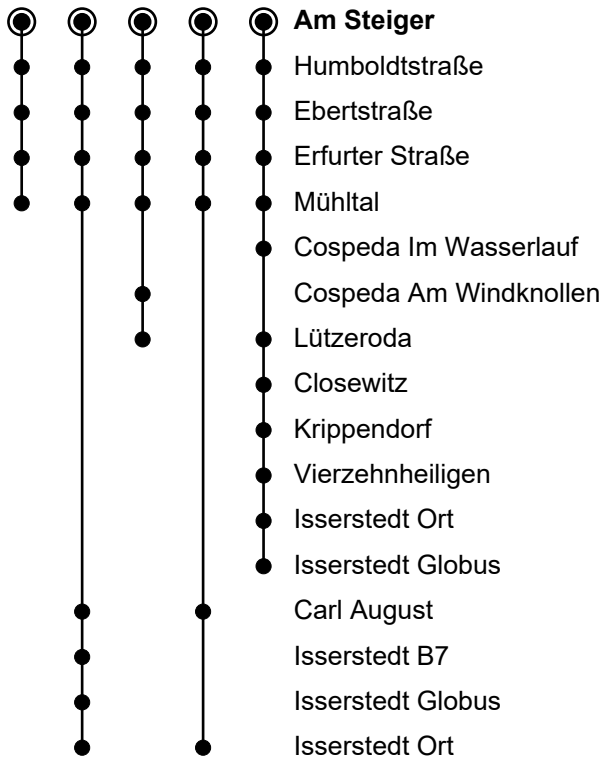 Am Steiger
Humboldtstraße
Ebertstraße
Erfurter Straße
Mühltal
Cospeda Im Wasserlauf
Cospeda Am Windknollen
Lützeroda
Closewitz
Krippendorf
Vierzehnheiligen
Isserstedt Ort
Isserstedt Globus
Carl August
Isserstedt B7
Isserstedt Globus
Isserstedt Ort